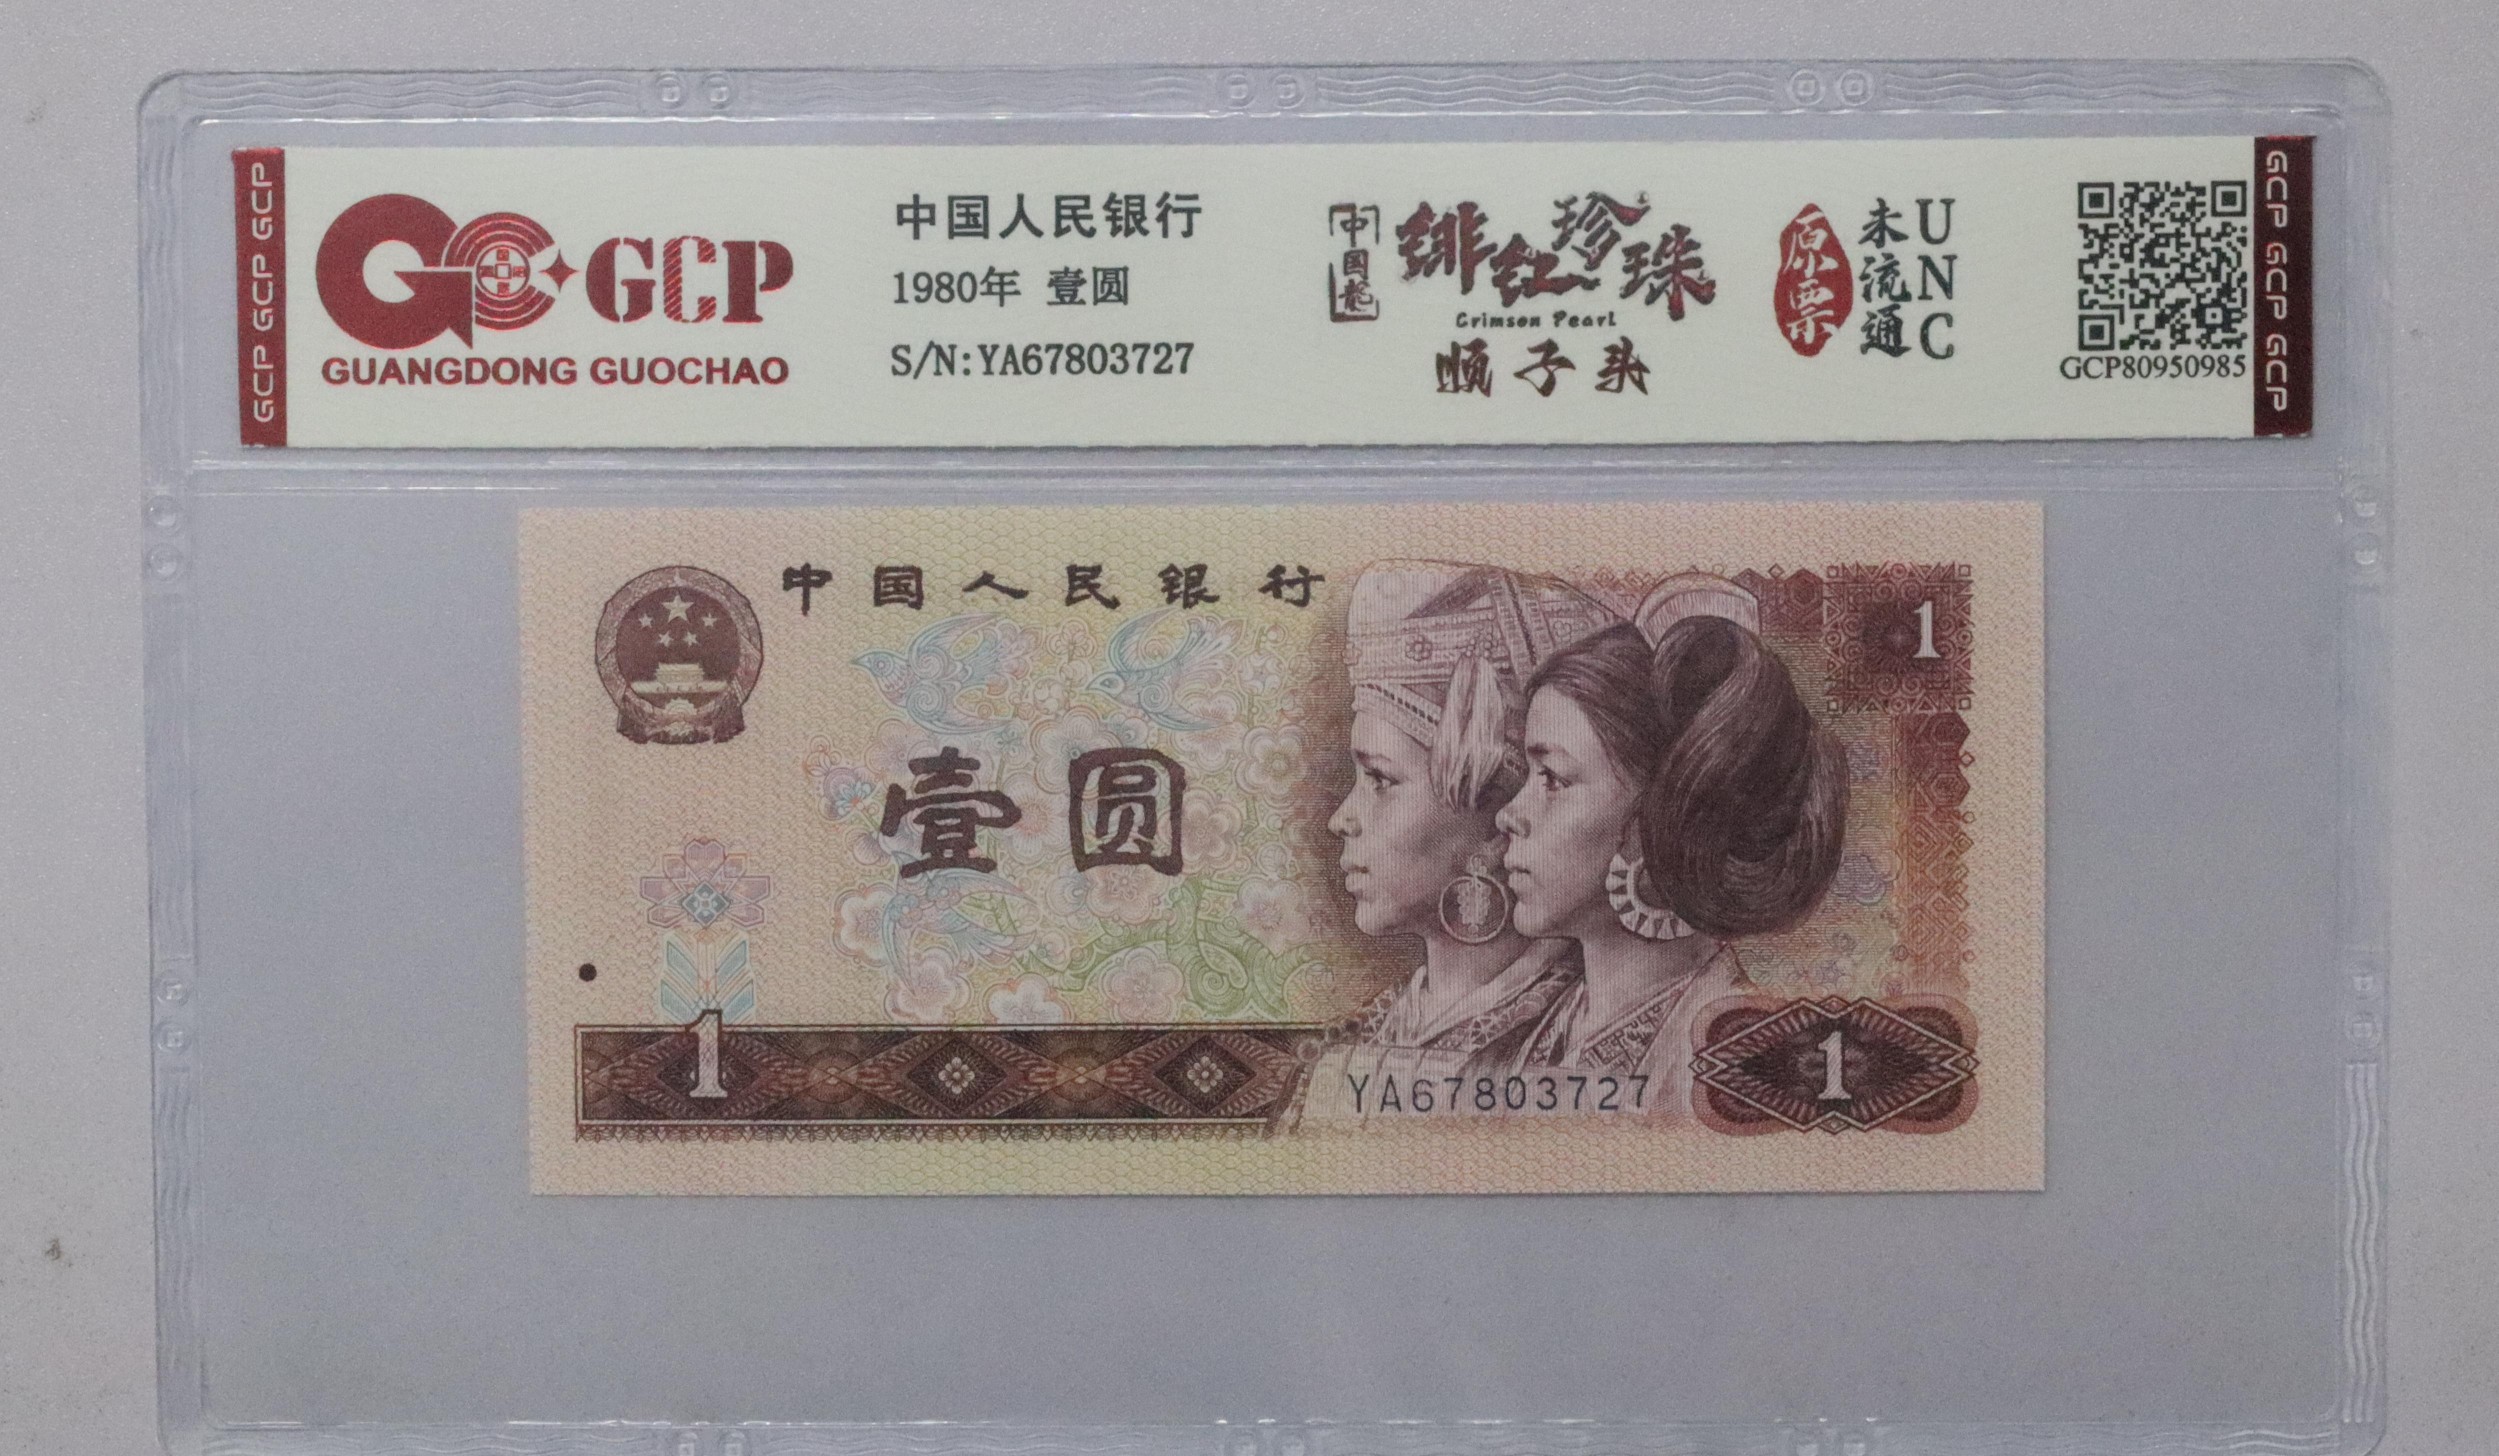 GCP GCP GCP
GCP
GUANGDONG GUOCHAO
中国人民银行
1980年 壹圆
S/N:YA67803727
中国龙
绯红珍珠
Crimson Pearl
顺子头
原票
未流通
UNC
GCP80950985
GCP GCP GCP
中国人民银行
1
壹圆
1
YA67803727
1